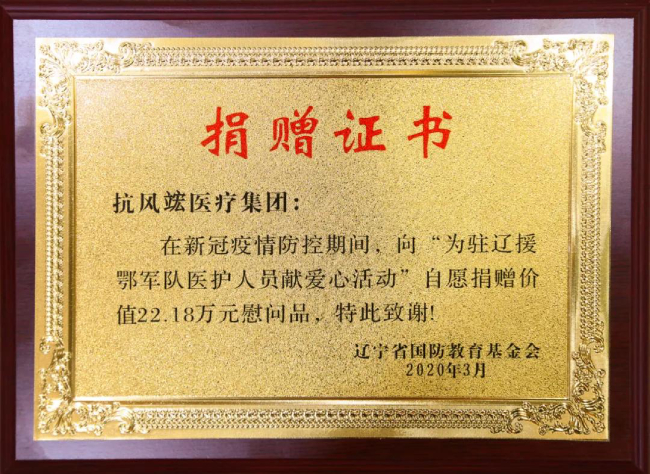 捐赠证书
抗风竑医疗集团：
在新冠疫情防控期间，向“为驻辽援
鄂军队医护人员献爱心活动”自愿捐赠价
值22.18万元慰问品，特此致谢!
辽宁省国防教育基金会
2020年3月